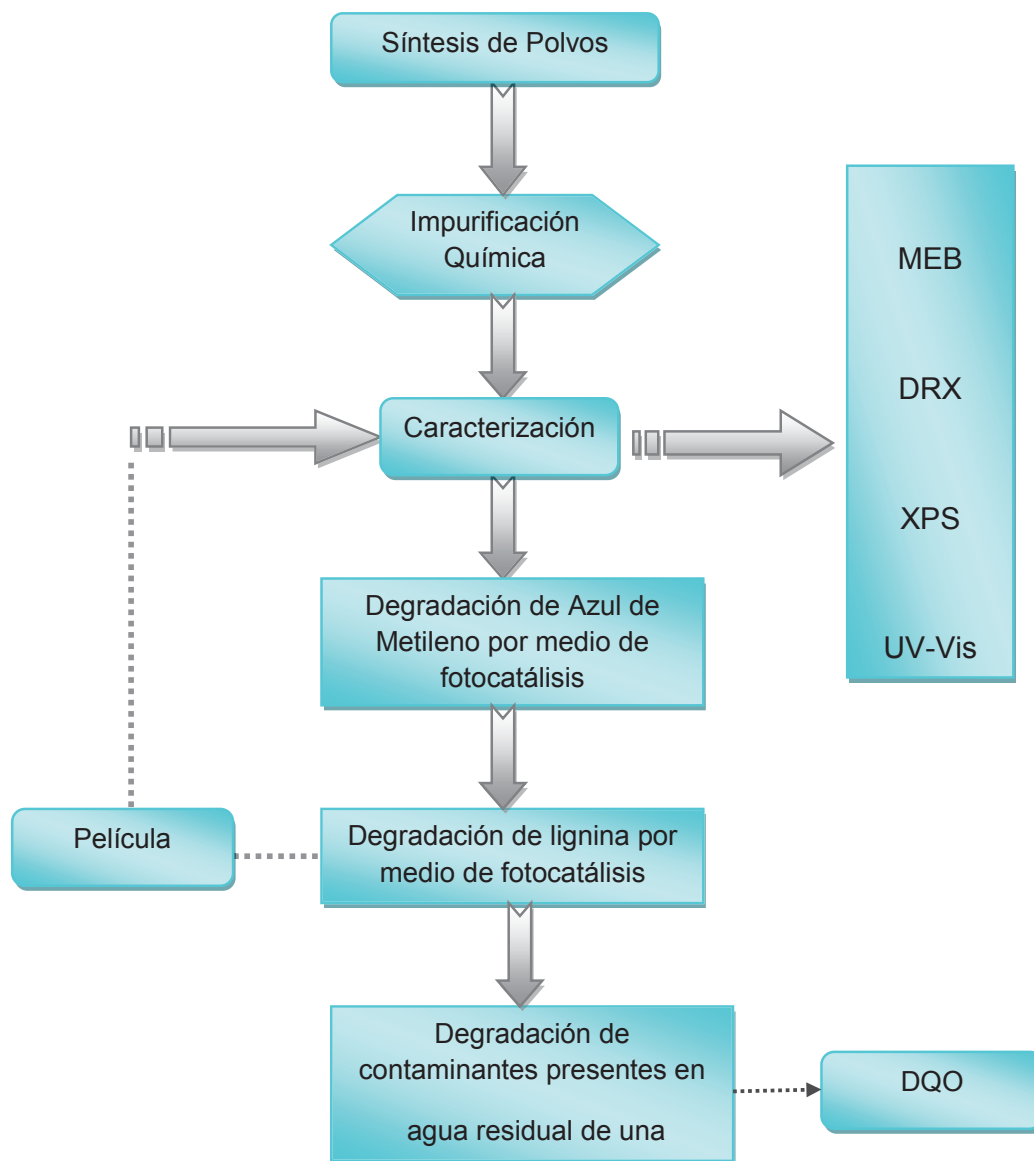 Síntesis de Polvos
Impurificación
Química
MEB
DRX
XPS
UV-Vis
Caracterización
Degradación de Azul de
Metileno por medio de
fotocatálisis
Película
Degradación de lignina por
medio de fotocatálisis
Degradación de
contaminantes presentes en
agua residual de una
DQO